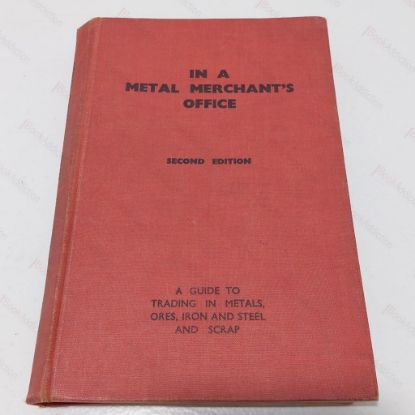 IN A
METAL MERCHANT'S
OFFICE
SECOND EDITION
A GUIDE TO
TRADING IN METALS,
ORES, IRON AND STEEL
AND SCRAP